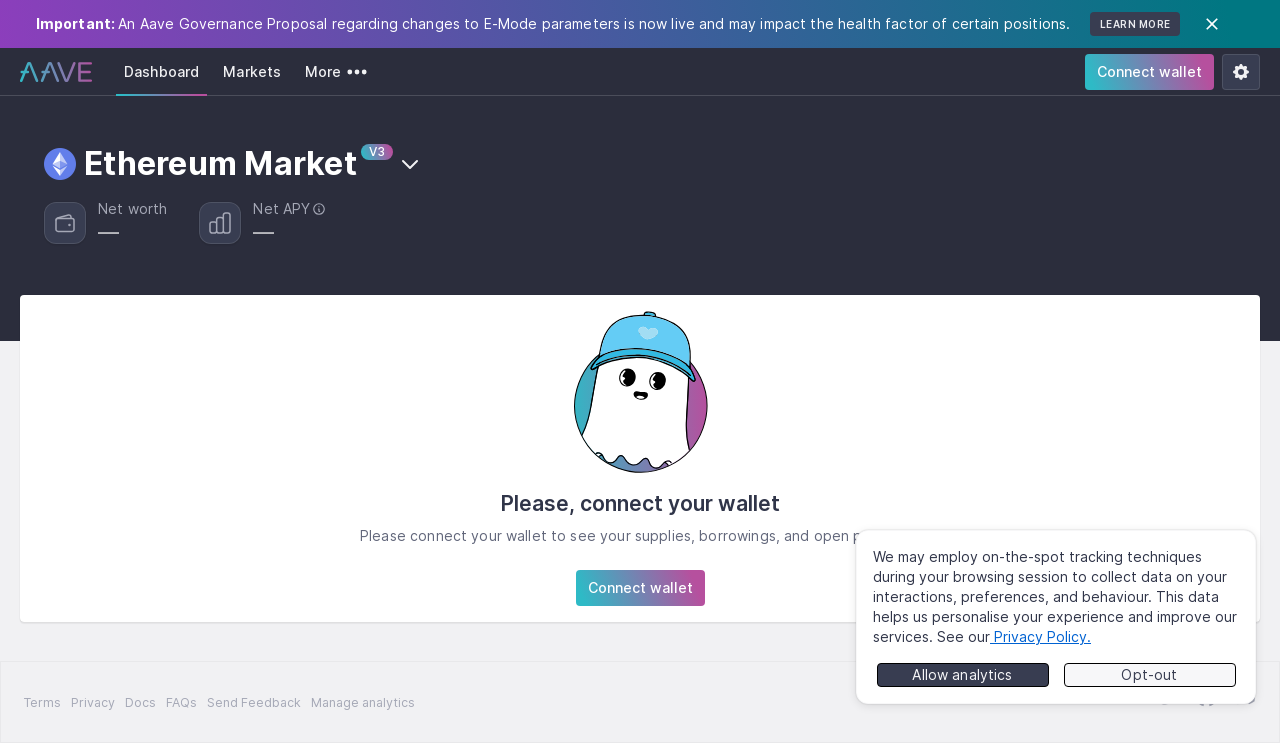 Important: An Aave Governance Proposal regarding changes to E-Mode parameters is now live and may impact the health factor of certain positions.
LEARN MORE
AAVE
Dashboard
Markets
More
Connect wallet
Ethereum Market V3
Net worth
—
Net APY
—
Please, connect your wallet
Please connect your wallet to see your supplies, borrowings, and open
Connect wallet
We may employ on-the-spot tracking techniques
during your browsing session to collect data on your
interactions, preferences, and behaviour. This data
helps us personalise your experience and improve our
services. See our Privacy Policy.
Allow analytics
Opt-out
Terms
Privacy
Docs
FAQs
Send Feedback
Manage analytics